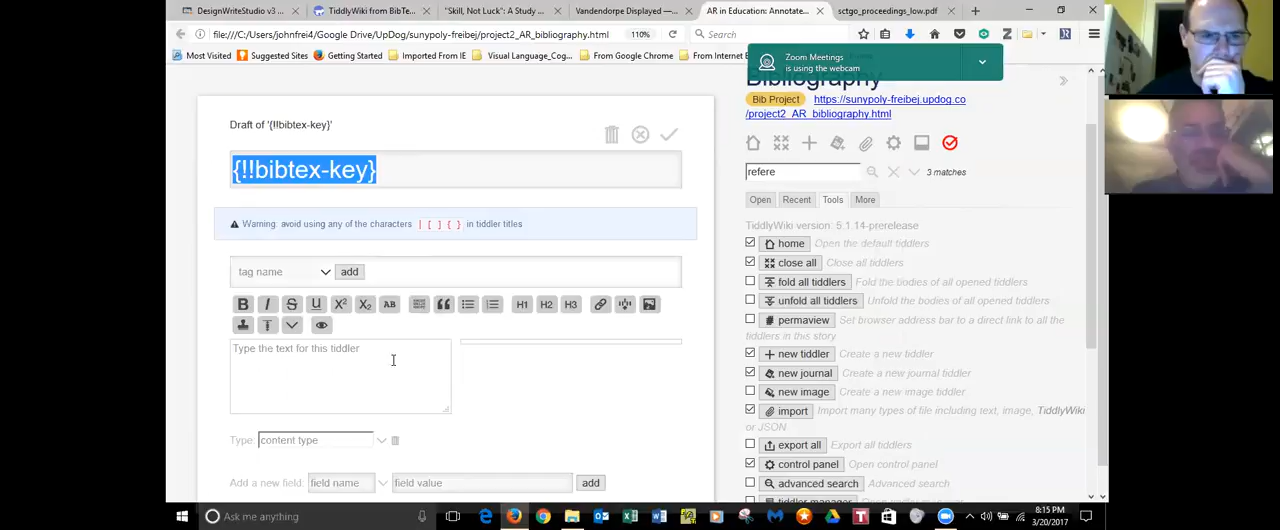 DesignWriteStudio v3 ...
TiddlyWiki from BibTe...
"Skill, Not Luck": A Study ...
Vandendorpe Displayed —...
AR in Education: Annotate...
sctgo_proceedings_low.pdf
file:///C:/Users/johnfrei4/Google Drive/UpDog/sunypoly-freibej/project2_AR_bibliography.html
110%
Search
Most Visited
Suggested Sites
Getting Started
Imported From IE
Visual_Language_Cog...
From Google Chrome
From Internet Explorer
Zoom Meetings
is using the webcam
Bibliography
Bib Project
https://sunypoly-freibej.updog.co
/project2_AR_bibliography.html
Draft of '{!!bibtex-key}'
{!!bibtex-key}
Warning: avoid using any of the characters | [ ] { } in tiddler titles
tag name
add
B I S U X² X₂ AB H1 H2 H3
Type the text for this tiddler
Type: content type
Add a new field: field name field value add
refere
3 matches
Open Recent Tools More
TiddlyWiki version: 5.1.14-prerelease
home Open the default tiddlers
close all Close all tiddlers
fold all tiddlers Fold the bodies of all opened tiddlers
unfold all tiddlers Unfold the bodies of all opened tiddlers
permaview Set browser address bar to a direct link to all the
tiddlers in this story
new tiddler Create a new tiddler
new journal Create a new journal tiddler
new image Create a new image tiddler
import Import many types of file including text, image, TiddlyWiki
or JSON
export all Export all tiddlers
control panel Open control panel
advanced search Advanced search
tiddler manager
Ask me anything
8:15 PM
3/20/2017